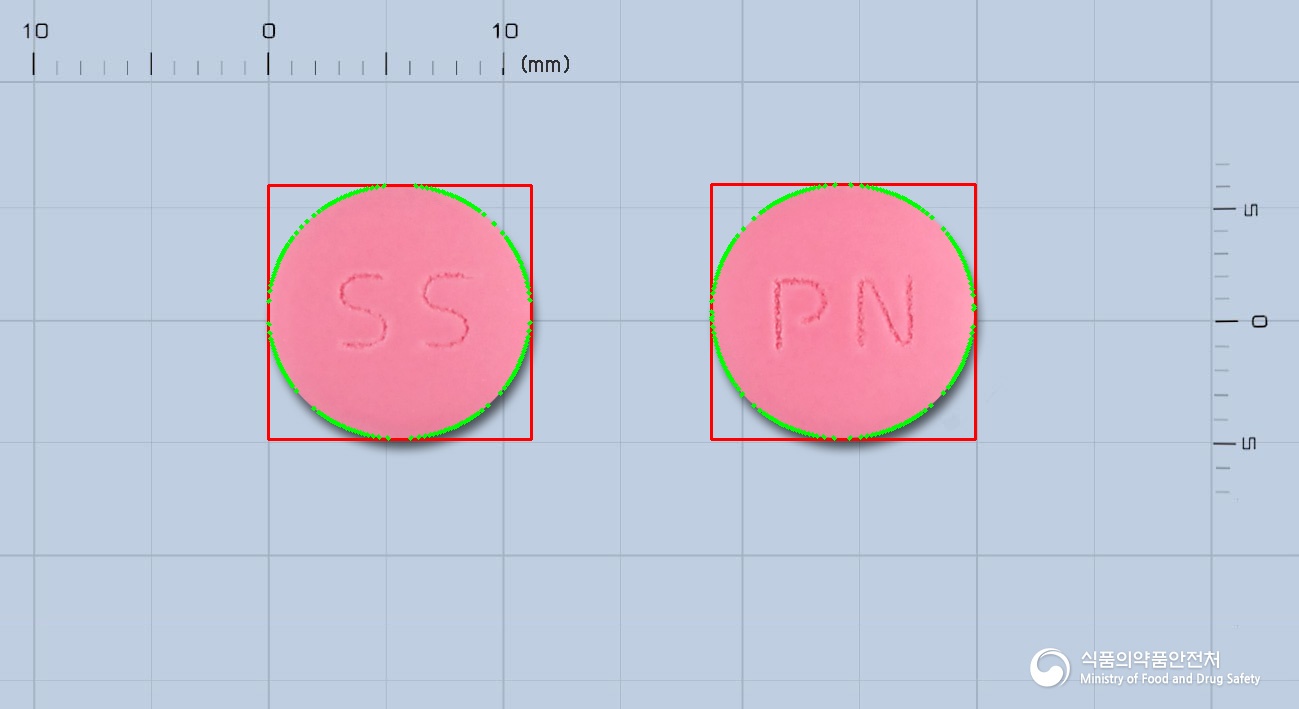 10 0 10
(mm)
SS PN
5
0
5
식품의약품안전처
Ministry of Food and Drug Safety